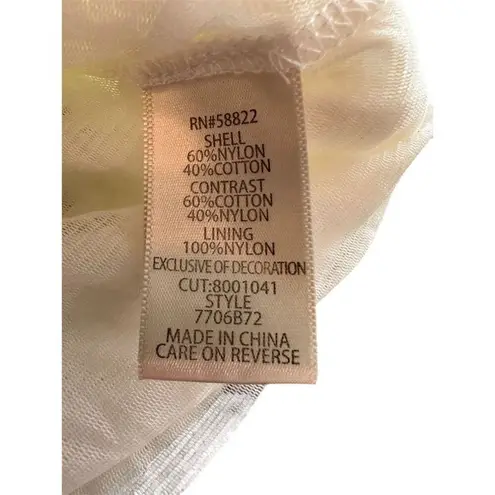 RN#58822
SHELL
60%NYLON
40%COTTON
CONTRAST
60%COTTON
40%NYLON
LINING
100%NYLON
EXCLUSIVE OF DECORATION
CUT:8001041
STYLE
7706B72
MADE IN CHINA
CARE ON REVERSE